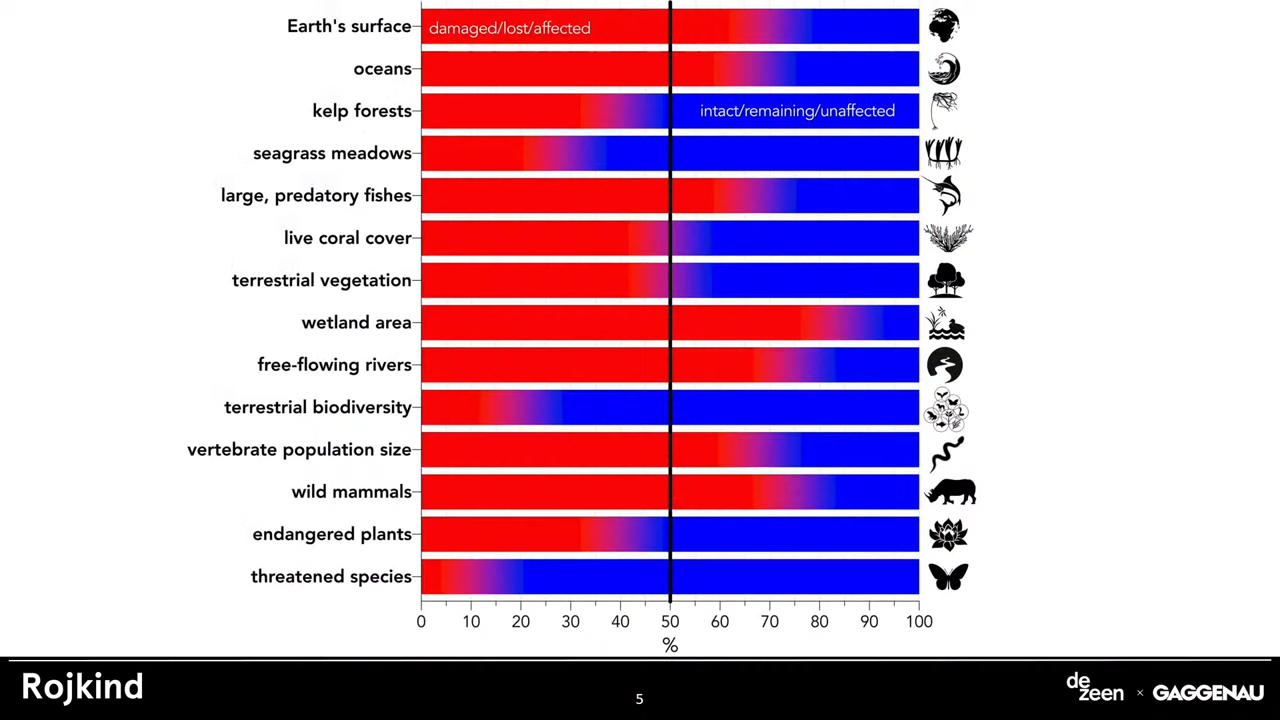 Earth's surface
damaged/lost/affected
oceans
kelp forests
intact/remaining/unaffected
seagrass meadows
large, predatory fishes
live coral cover
terrestrial vegetation
wetland area
free-flowing rivers
terrestrial biodiversity
vertebrate population size
wild mammals
endangered plants
threatened species
0 10 20 30 40 50 60 70 80 90 100
%
Rojkind
5
de
zeen × GAGGENAU